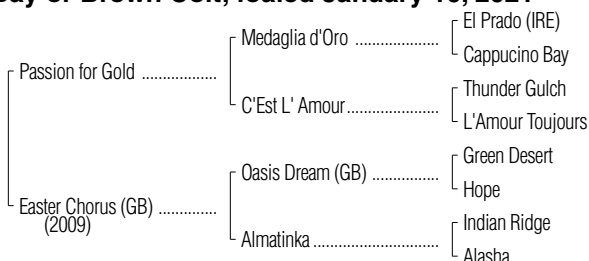 Bay or Brown Colt; foaled January 16, 2021
El Prado (IRE)
Medaglia d'Oro ...................
Cappucino Bay
Passion for Gold .................
Thunder Gulch
C'Est L' Amour.....................
L'Amour Toujours
Green Desert
Oasis Dream (GB) ...............
Hope
Easter Chorus (GB) .............
(2009)
Indian Ridge
Almatinka .............................
Alasha